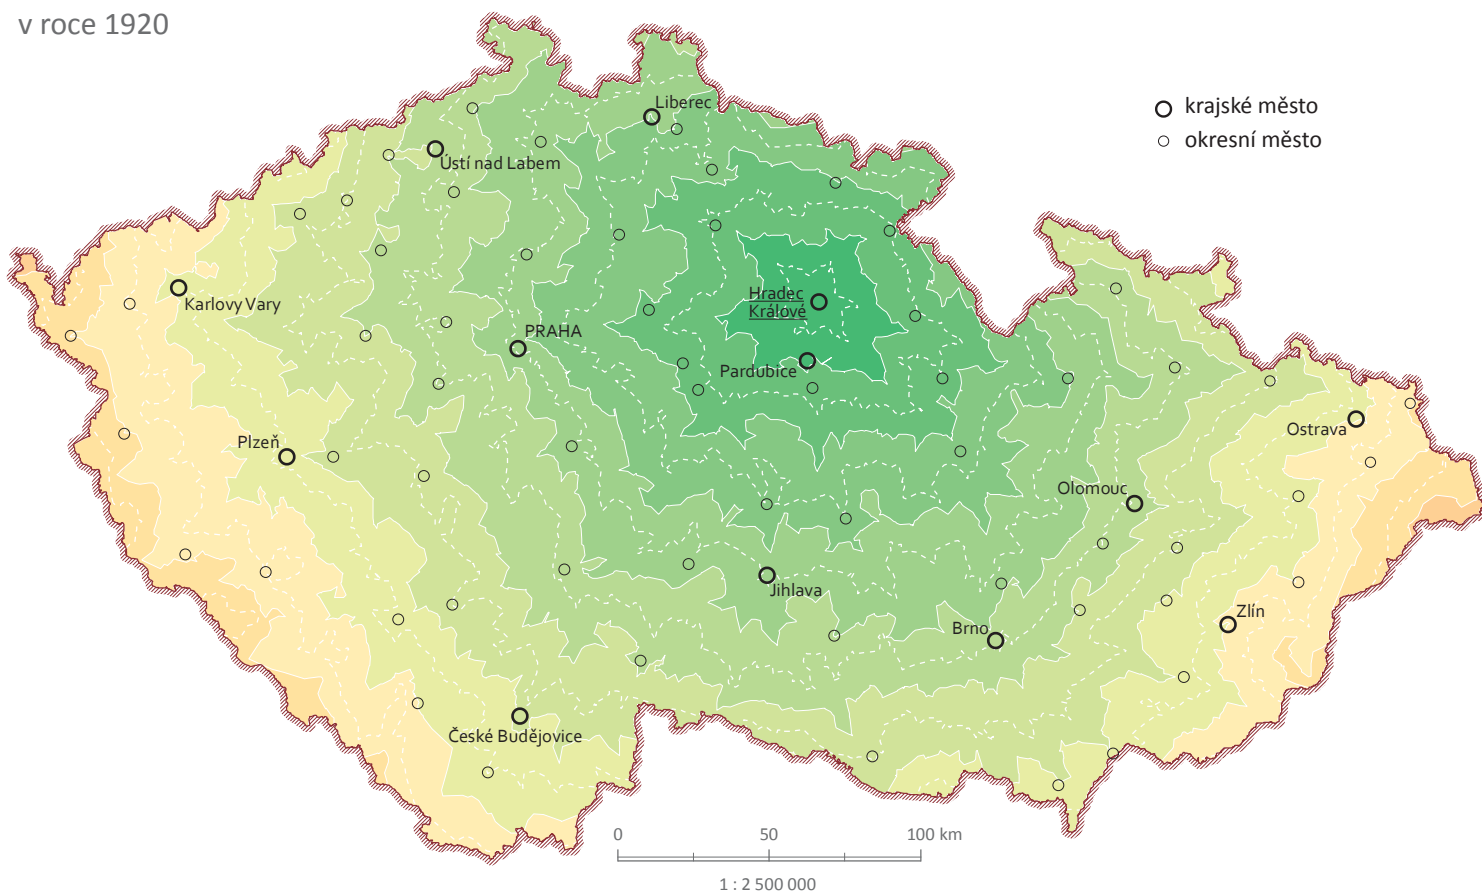 v roce 1920
krajské město
okresní město
Liberec
Ústí nad Labem
Karlovy Vary
Hradec
Králové
PRAHA
Pardubice
Plzeň
Ostrava
Olomouc
Jihlava
Brno
Zlín
České Budějovice
0 50 100 km
1 : 2 500 000